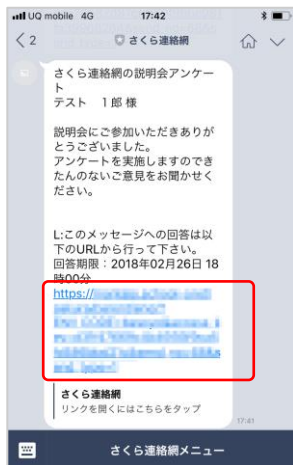 UQ mobile 4G 17:42
2 さくら連絡網
さくら連絡網の説明会アンケー
ト
テスト 1郎 様
説明会にご参加いただきありが
とうございました。
アンケートを実施しますのでき
たんのないご意見をお聞かせく
ださい。
L:このメッセージへの回答は以
下のURLから行って下さい。
回答期限：2018年02月26日 18
時00分
https://
さくら連絡網
リンクを開くにはこちらをタップ
17:41
さくら連絡網メニュー